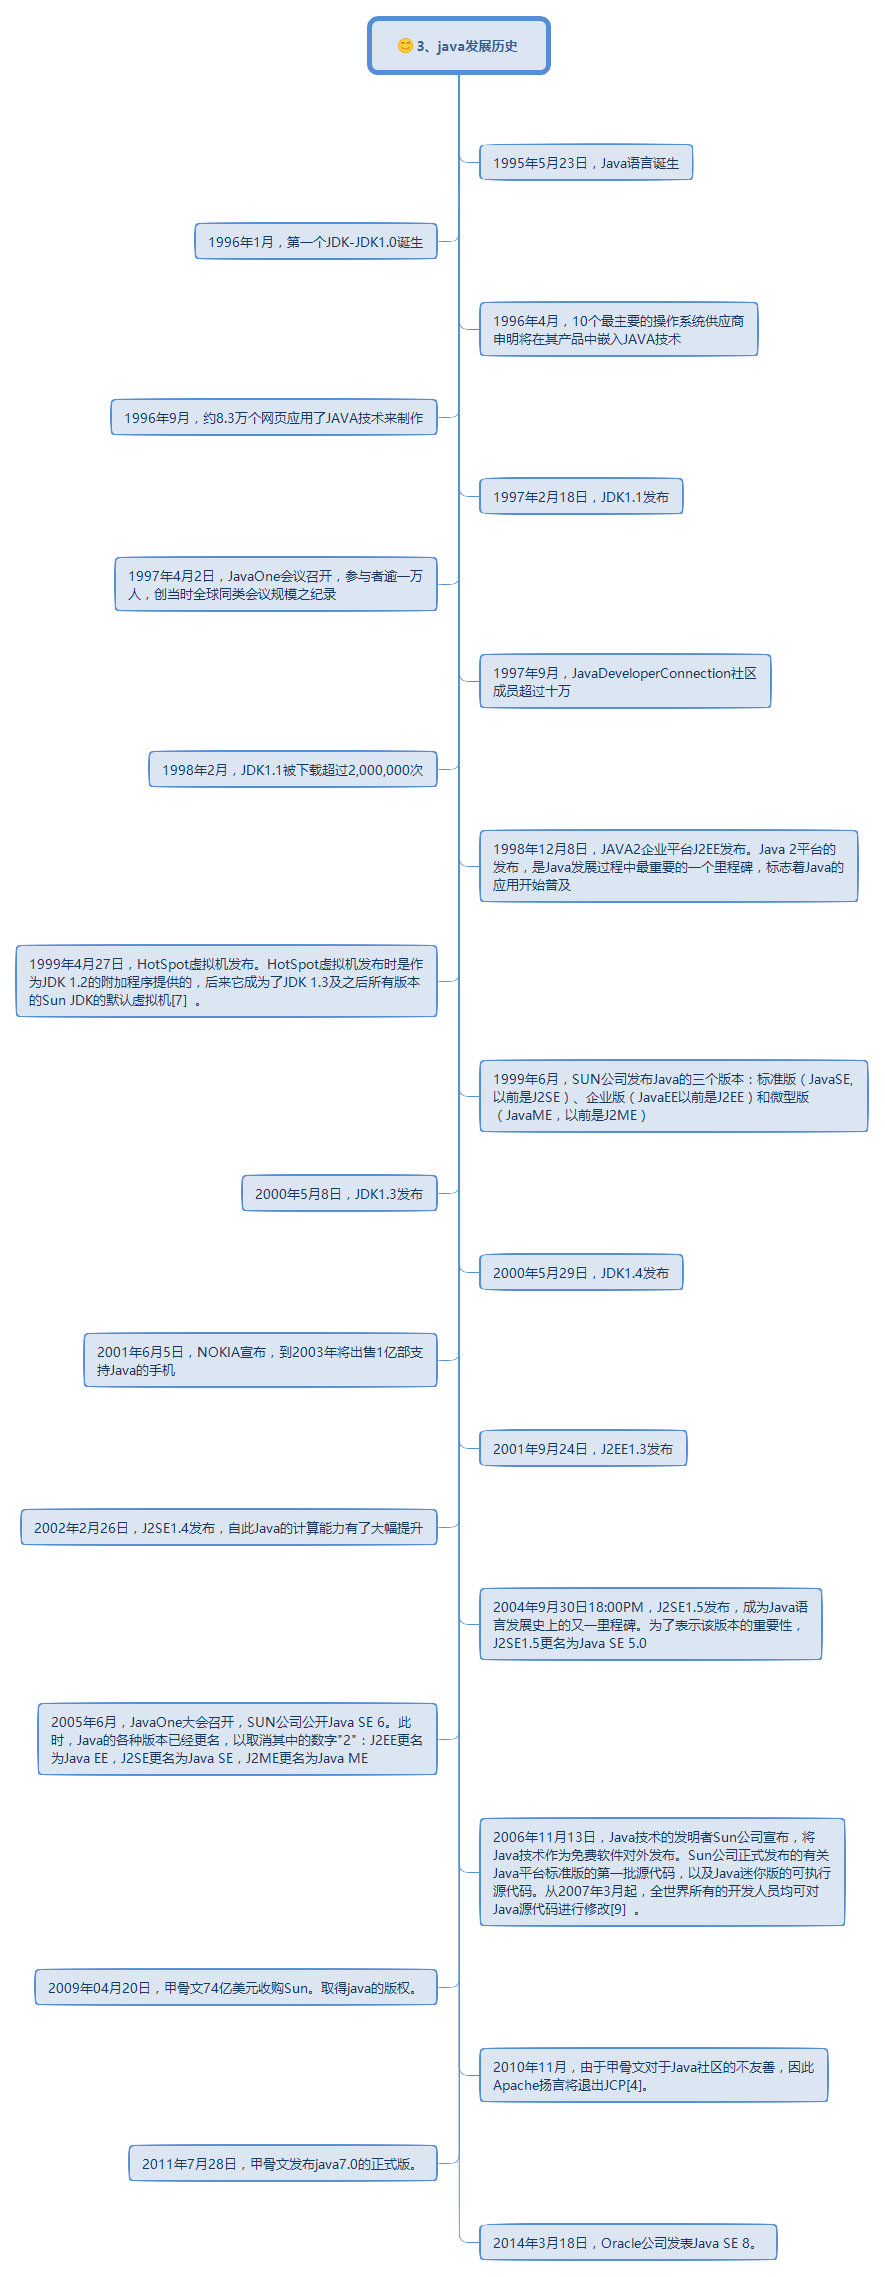 😊 3、java发展历史
1995年5月23日，Java语言诞生
1996年1月，第一个JDK-JDK1.0诞生
1996年4月，10个最主要的操作系统供应商
申明将在其产品中嵌入JAVA技术
1996年9月，约8.3万个网页应用了JAVA技术来制作
1997年2月18日，JDK1.1发布
1997年4月2日，JavaOne会议召开，参与者逾一万
人，创当时全球同类会议规模之纪录
1997年9月，JavaDeveloperConnection社区
成员超过十万
1998年2月，JDK1.1被下载超过2,000,000次
1998年12月8日，JAVA2企业平台J2EE发布。Java 2平台的
发布，是Java发展过程中最重要的一个里程碑，标志着Java的
应用开始普及
1999年4月27日，HotSpot虚拟机发布。HotSpot虚拟机发布时是作
为JDK 1.2的附加程序提供的，后来它成为了JDK 1.3及之后所有版本
的Sun JDK的默认虚拟机[7] 。
1999年6月，SUN公司发布Java的三个版本：标准版（JavaSE,
以前是J2SE）、企业版（JavaEE以前是J2EE）和微型版
（JavaME，以前是J2ME）
2000年5月8日，JDK1.3发布
2000年5月29日，JDK1.4发布
2001年6月5日，NOKIA宣布，到2003年将出售1亿部支
持Java的手机
2001年9月24日，J2EE1.3发布
2002年2月26日，J2SE1.4发布，自此Java的计算能力有了大幅提升
2004年9月30日18:00PM，J2SE1.5发布，成为Java语
言发展史上的又一里程碑。为了表示该版本的重要性，
J2SE1.5更名为Java SE 5.0
2005年6月，JavaOne大会召开，SUN公司公开Java SE 6。此
时，Java的各种版本已经更名，以取消其中的数字"2"：J2EE更名
为Java EE，J2SE更名为Java SE，J2ME更名为Java ME
2006年11月13日，Java技术的发明者Sun公司宣布，将
Java技术作为免费软件对外发布。Sun公司正式发布的有关
Java平台标准版的第一批源代码，以及Java迷你版的可执行
源代码。从2007年3月起，全世界所有的开发人员均可对
Java源代码进行修改[9] 。
2009年04月20日，甲骨文74亿美元收购Sun。取得java的版权。
2010年11月，由于甲骨文对于Java社区的不友善，因此
Apache扬言将退出JCP[4]。
2011年7月28日，甲骨文发布java7.0的正式版。
2014年3月18日，Oracle公司发表Java SE 8。